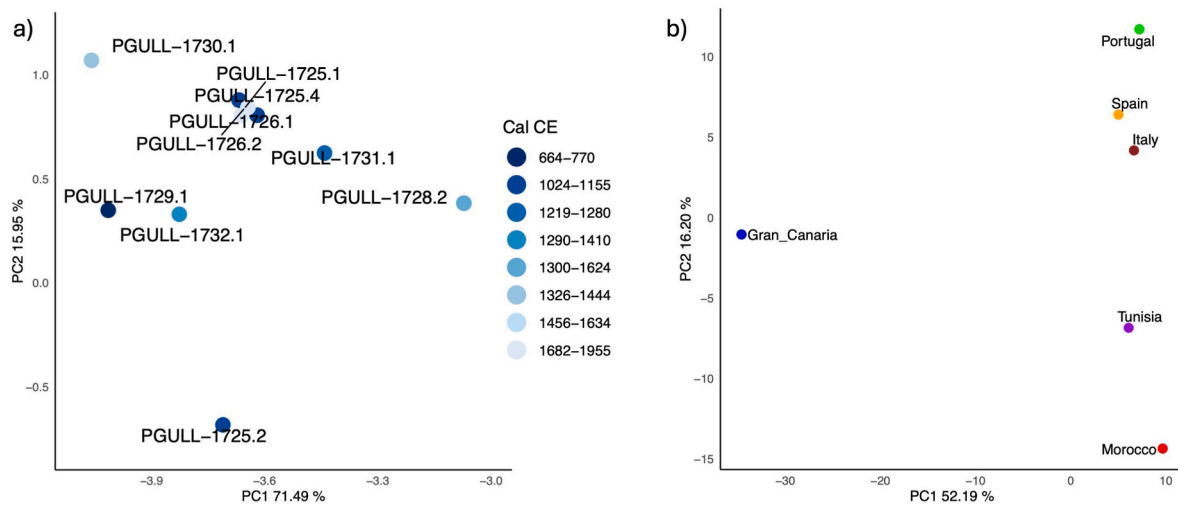 a)
PGULL−1730.1
PGULL−1725.1
PGULL−1725.4
PGULL−1726.1
PGULL−1726.2
PGULL−1731.1
PGULL−1728.2
PGULL−1729.1
PGULL−1732.1
PGULL−1725.2
1.0
0.5
0.0
−0.5
PC2 15.95 %
−3.9
−3.6
−3.3
−3.0
PC1 71.49 %
Cal CE
664−770
1024−1155
1219−1280
1290−1410
1300−1624
1326−1444
1456−1634
1682−1955
b)
Portugal
Spain
Italy
Gran_Canaria
Tunisia
Morocco
10
5
0
−5
−10
−15
PC2 16.20 %
−30
−20
−10
0
10
PC1 52.19 %